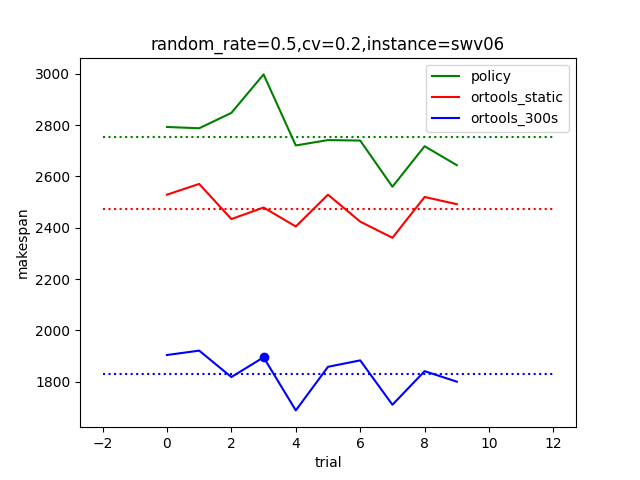 random_rate=0.5,cv=0.2,instance=swv06
3000
2800
2600
2400
2200
2000
1800
makespan
policy
ortools_static
ortools_300s
−2
0
2
4
6
8
10
12
trial